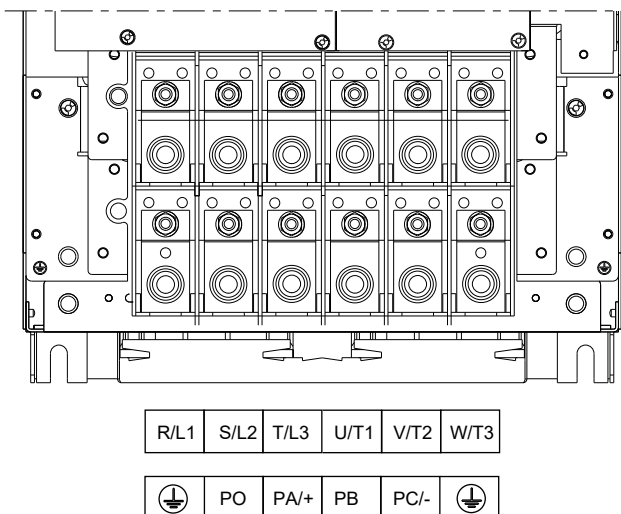 R/L1 S/L2 T/L3 U/T1 V/T2 W/T3
PO PA/+ PB PC/-